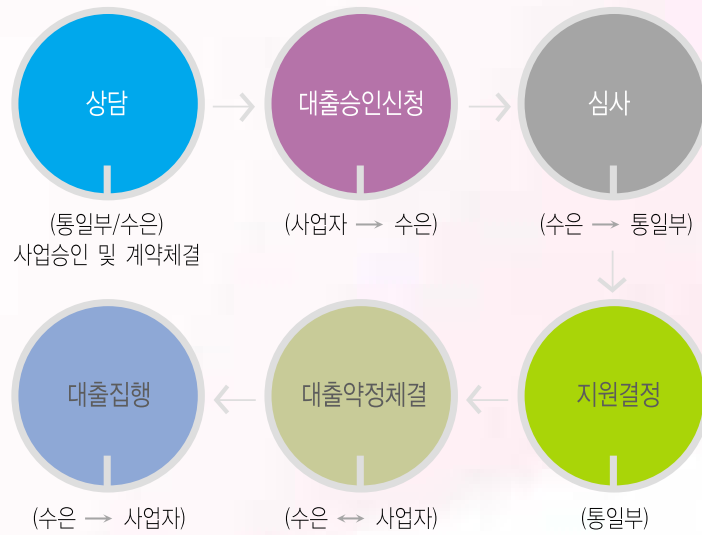 상담
(통일부/수은)
사업승인 및 계약체결
대출승인신청
(사업자 → 수은)
심사
(수은 → 통일부)
지원결정
(통일부)
대출약정체결
(수은 ↔ 사업자)
대출집행
(수은 → 사업자)